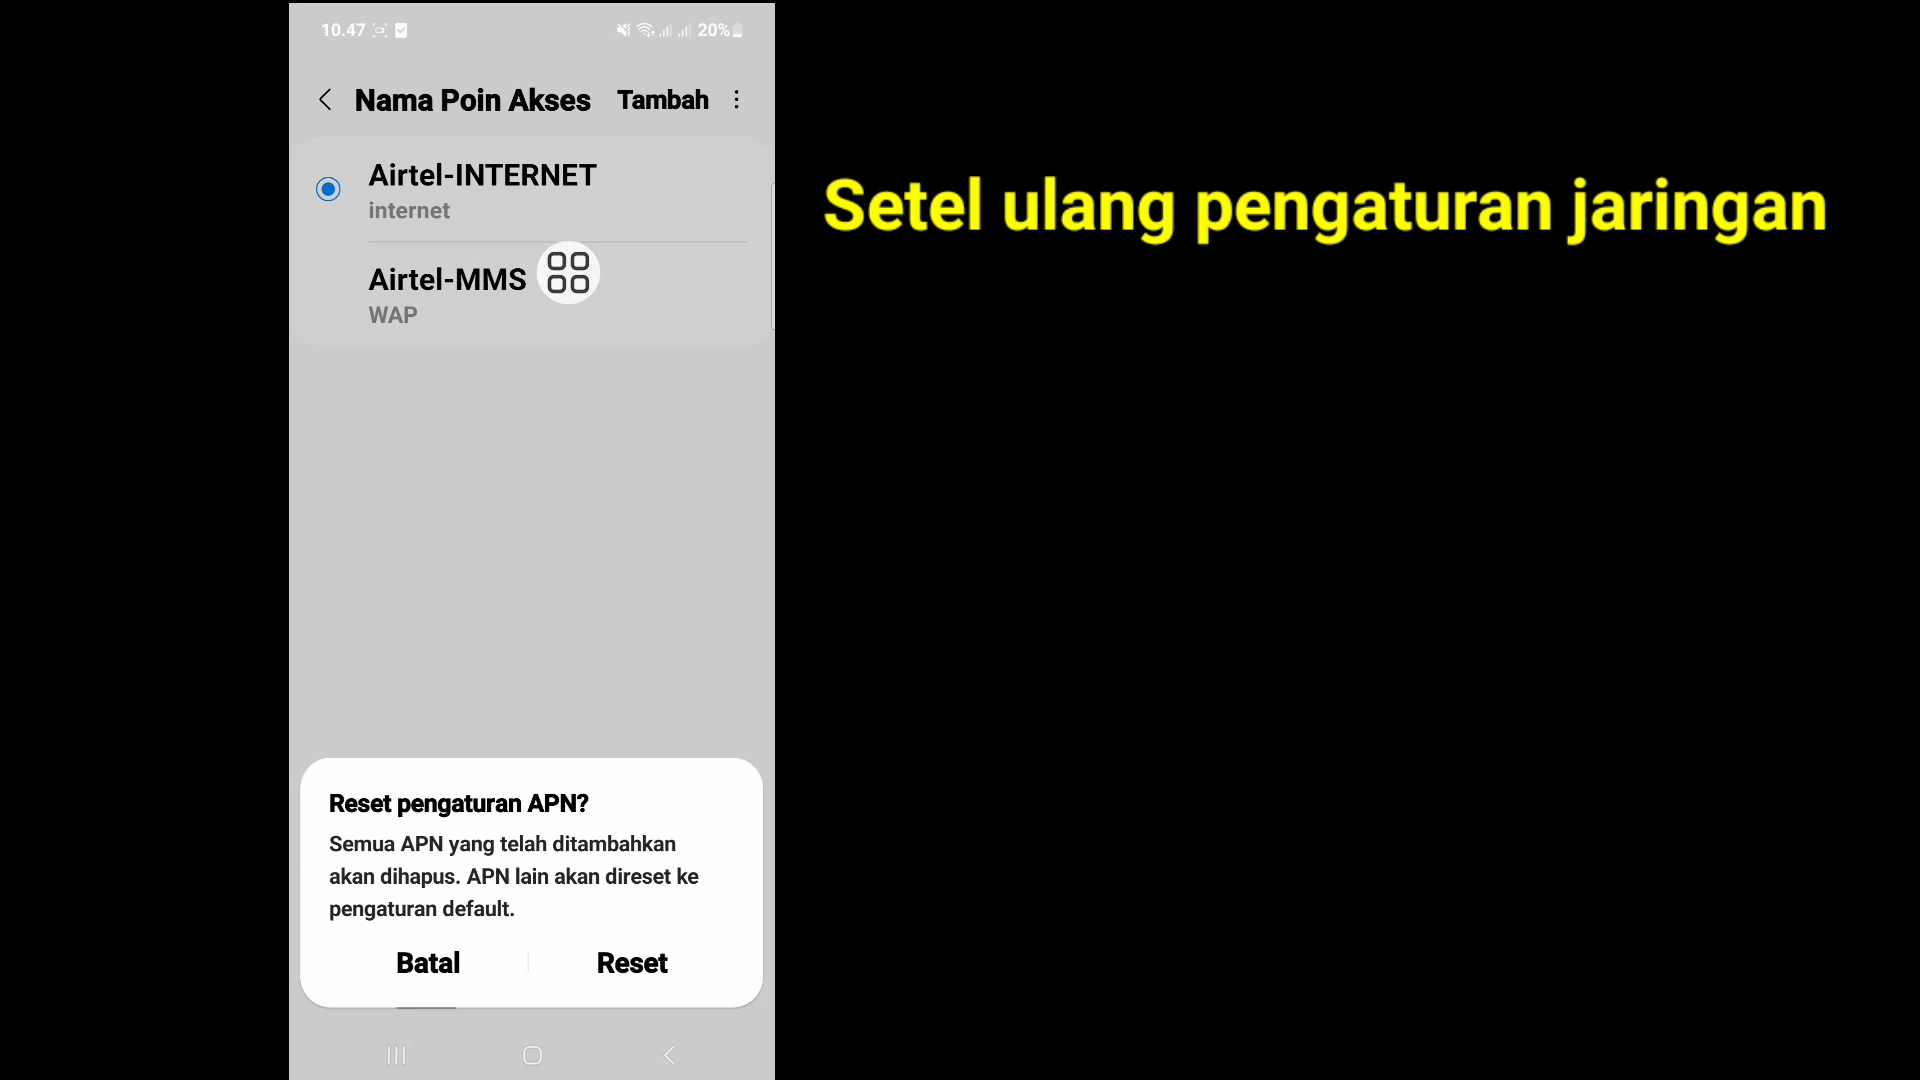 10.47
20%
Nama Poin Akses Tambah
Airtel-INTERNET
internet
Airtel-MMS
WAP
Setel ulang pengaturan jaringan
Reset pengaturan APN?
Semua APN yang telah ditambahkan
akan dihapus. APN lain akan direset ke
pengaturan default.
Batal Reset